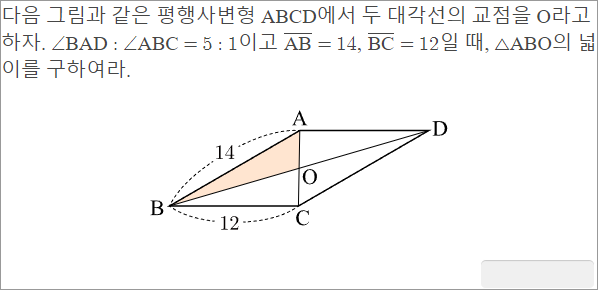 다음 그림과 같은 평행사변형 ABCD에서 두 대각선의 교점을 O라고
하자. ∠BAD : ∠ABC = 5 : 1이고 \overline{AB} = 14, \overline{BC} = 12일 때, △ABO의 넓
이를 구하여라.
A
D
14
O
B
12
C